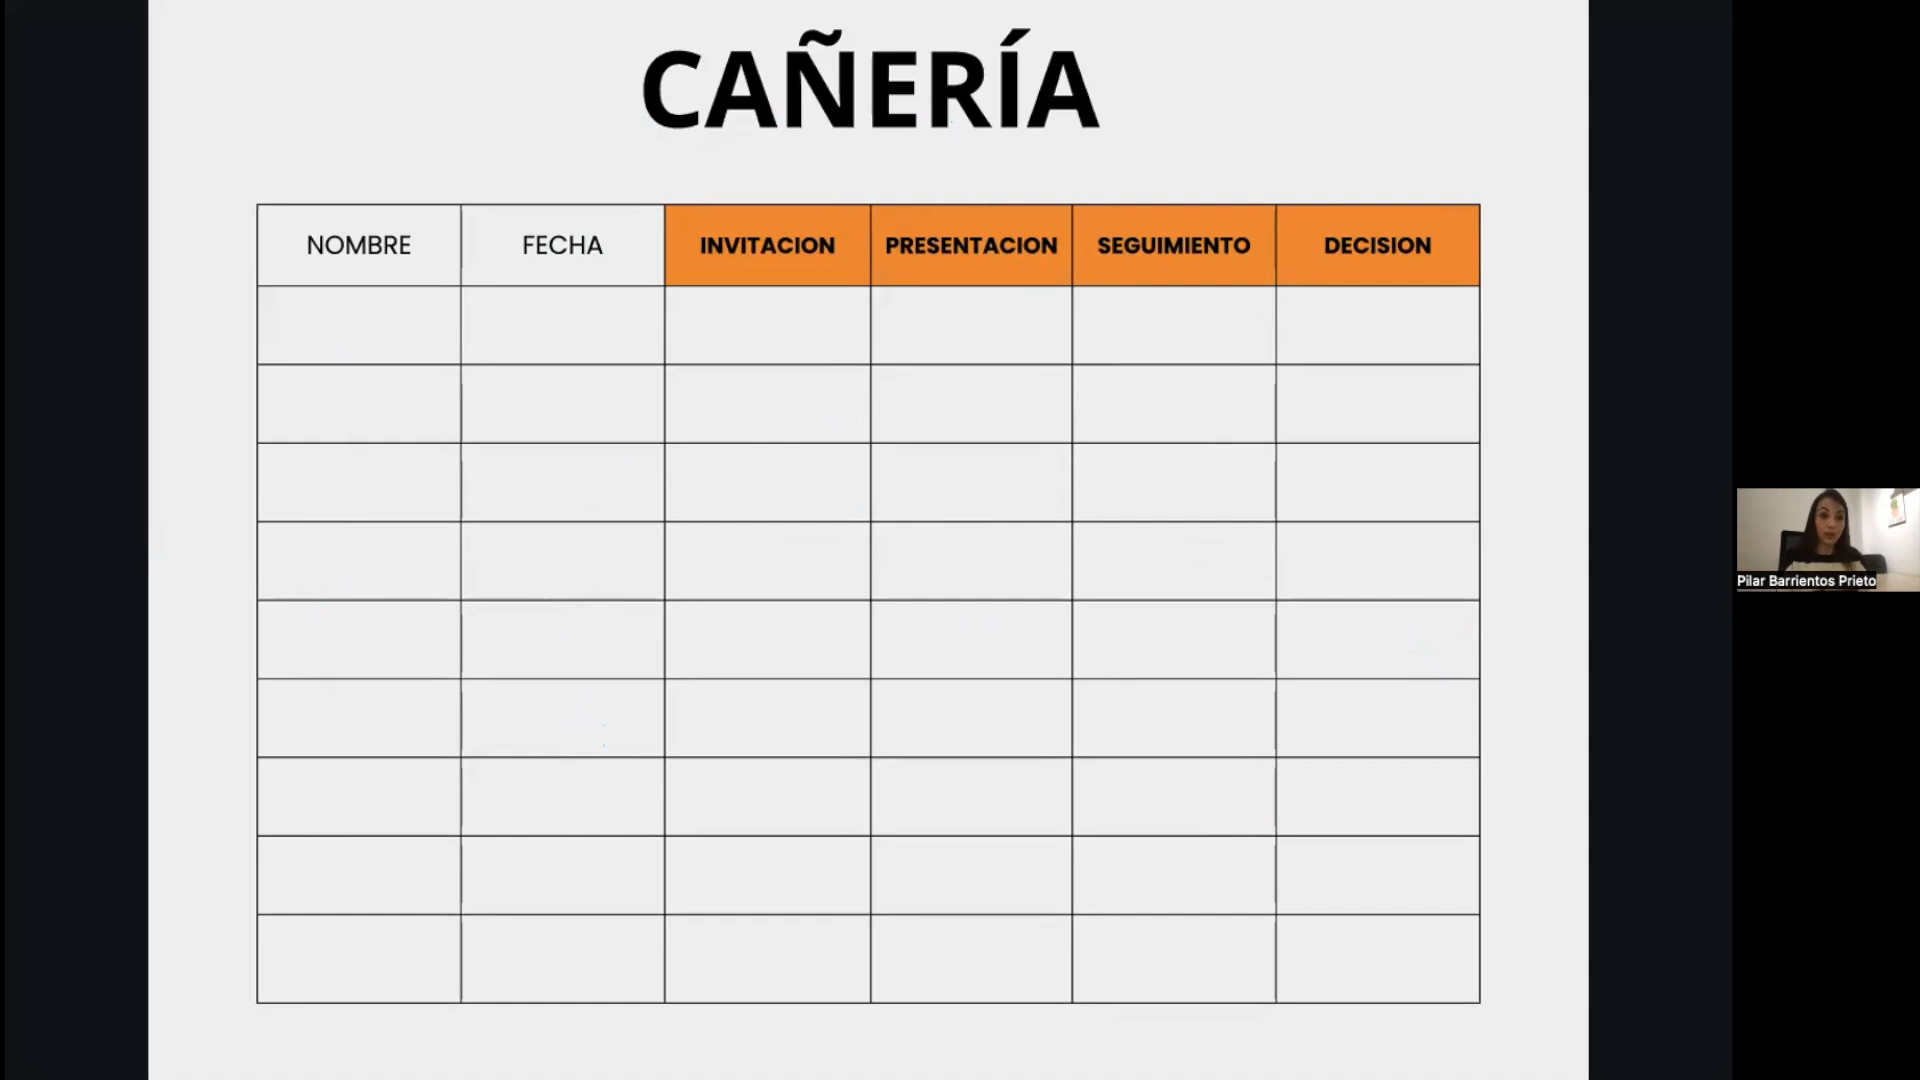 CAÑERÍA
NOMBRE FECHA INVITACION PRESENTACION SEGUIMIENTO DECISION
Pilar Barrientos Prieto